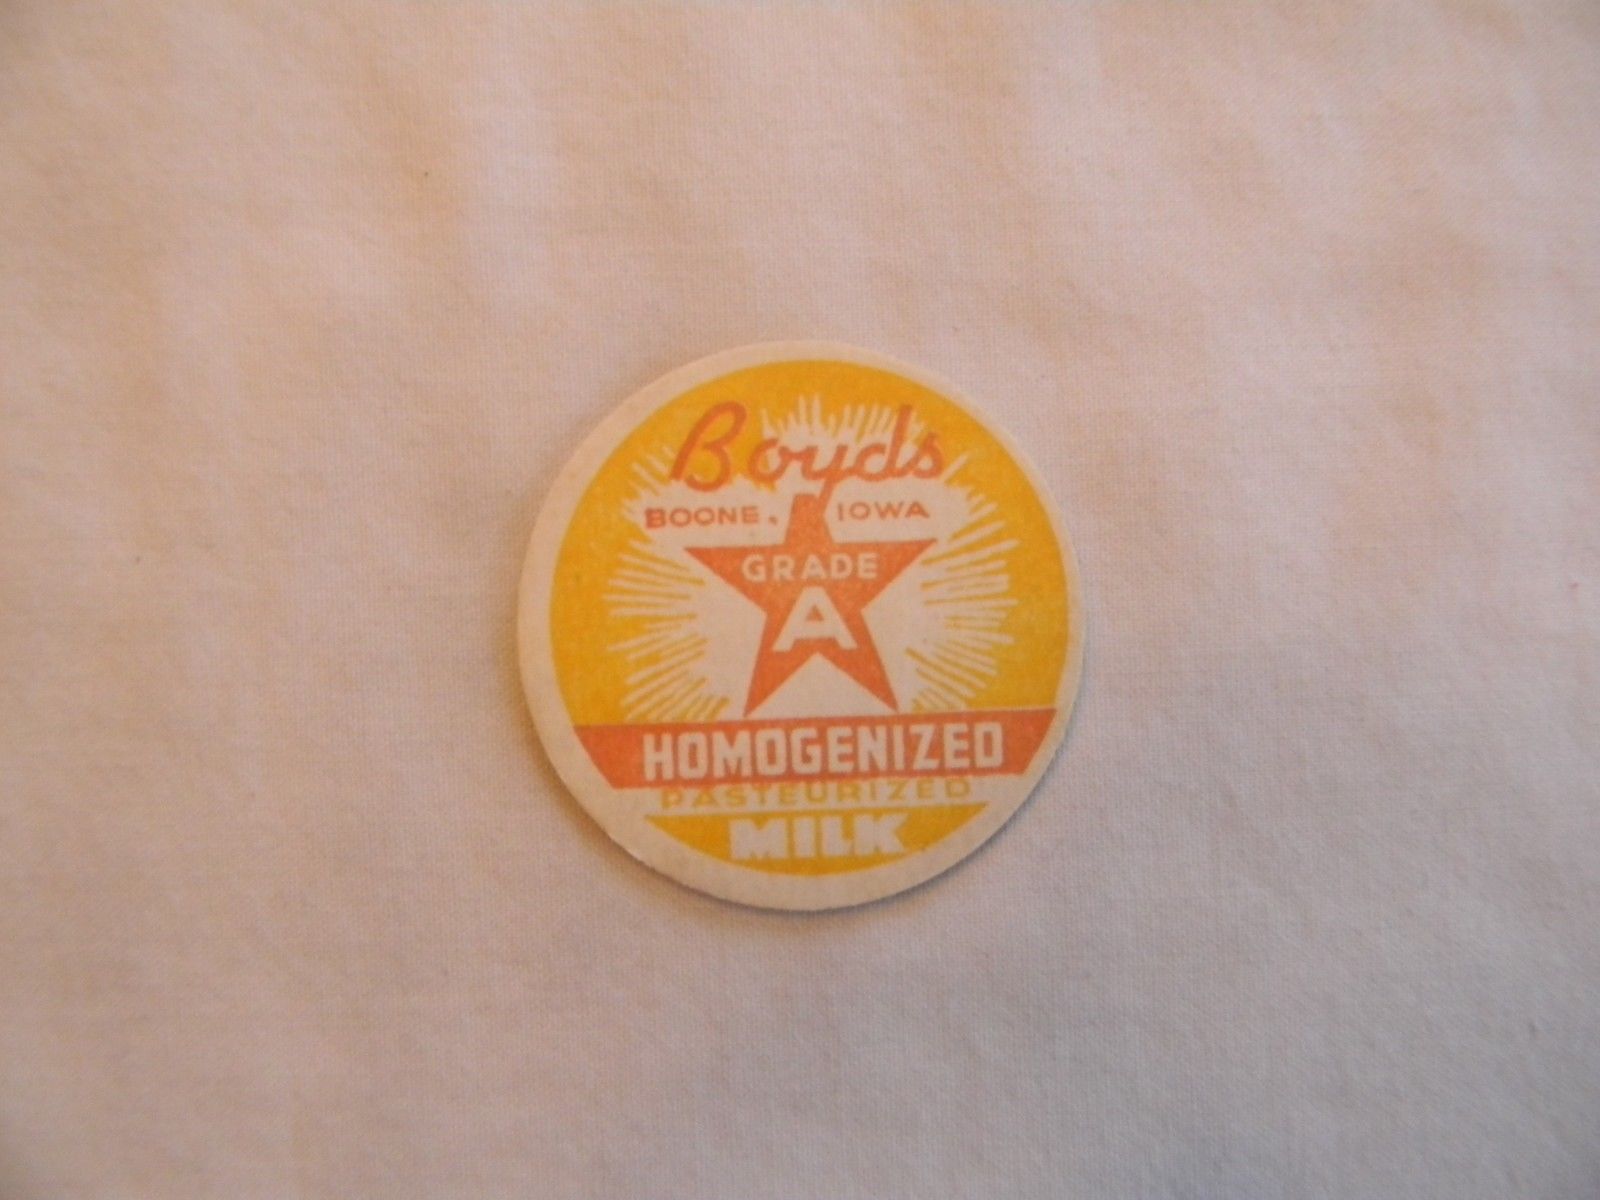 Boyds
BOONE, IOWA
GRADE
A
HOMOGENIZED
PASTEURIZED
MILK